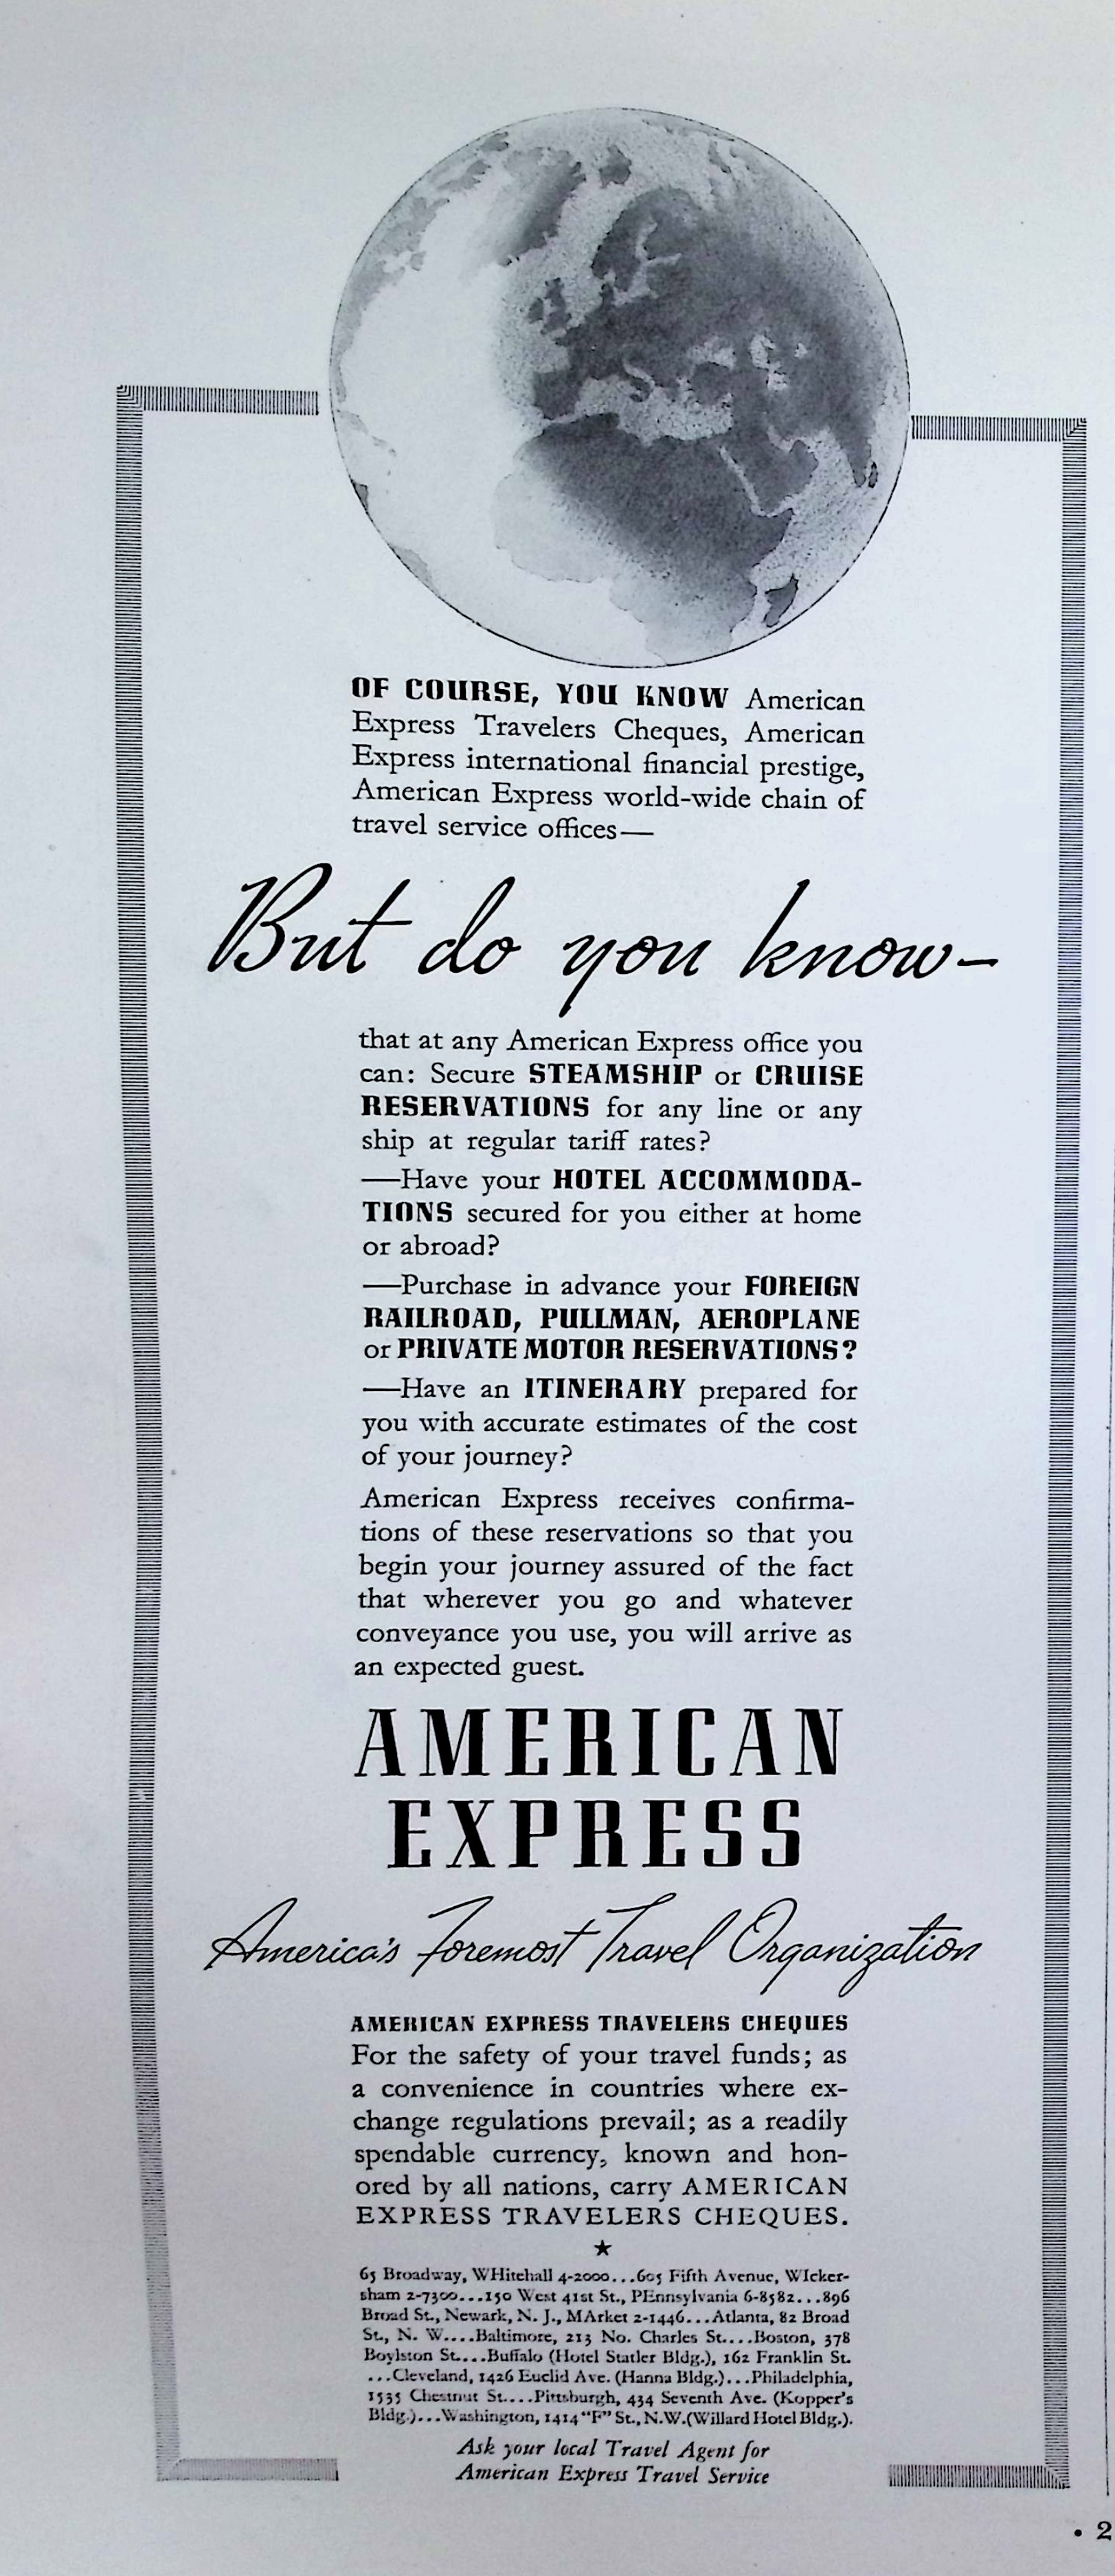 OF COURSE, YOU KNOW American
Express Travelers Cheques, American
Express international financial prestige,
American Express world-wide chain of
travel service offices—
But do you know—
that at any American Express office you
can: Secure STEAMSHIP or CRUISE
RESERVATIONS for any line or any
ship at regular tariff rates?
—Have your HOTEL ACCOMMODA-
TIONS secured for you either at home
or abroad?
—Purchase in advance your FOREIGN
RAILROAD, PULLMAN, AEROPLANE
or PRIVATE MOTOR RESERVATIONS?
—Have an ITINERARY prepared for
you with accurate estimates of the cost
of your journey?
American Express receives confirma-
tions of these reservations so that you
begin your journey assured of the fact
that wherever you go and whatever
conveyance you use, you will arrive as
an expected guest.
AMERICAN
EXPRESS
America's Foremost Travel Organization
AMERICAN EXPRESS TRAVELERS CHEQUES
For the safety of your travel funds; as
a convenience in countries where ex-
change regulations prevail; as a readily
spendable currency, known and hon-
ored by all nations, carry AMERICAN
EXPRESS TRAVELERS CHEQUES.
★
65 Broadway, WHitehall 4-2000...605 Fifth Avenue, WIcker-
sham 2-7300...150 West 41st St., PEnnsylvania 6-8582...896
Broad St., Newark, N. J., MArket 2-1446...Atlanta, 82 Broad
St., N. W....Baltimore, 213 No. Charles St....Boston, 378
Boylston St....Buffalo (Hotel Statler Bldg.), 162 Franklin St.
...Cleveland, 1426 Euclid Ave. (Hanna Bldg.)...Philadelphia,
1535 Chestnut St....Pittsburgh, 434 Seventh Ave. (Kopper's
Bldg.)...Washington, 1414 "F" St., N.W. (Willard Hotel Bldg.).
Ask your local Travel Agent for
American Express Travel Service
• 2